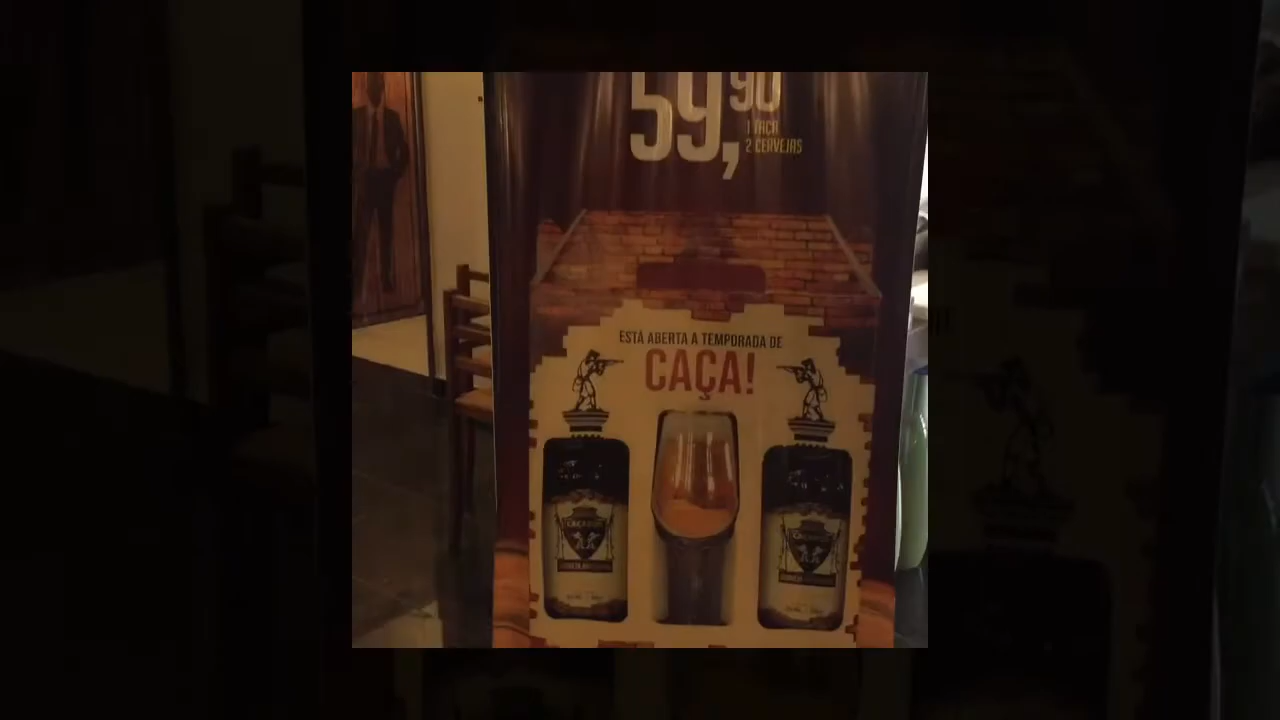 59,90
1 TAÇA
2 CERVEJAS
ESTÁ ABERTA A TEMPORADA DE
CAÇA!